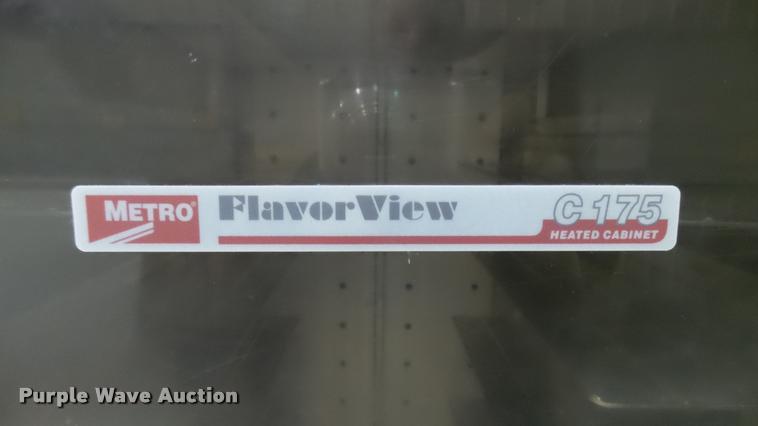 METRO® FlavorView C 175
HEATED CABINET
Purple Wave Auction